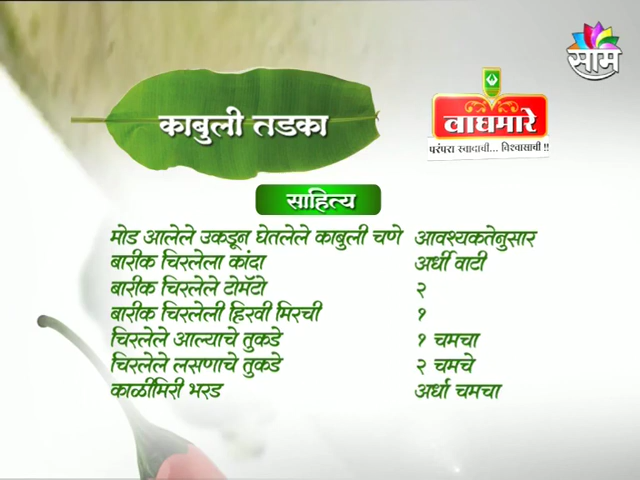 साम
काबुली तडका
वाघमारे
परंपरा स्वादाची... विश्वासाची !!
साहित्य
मोड आलेले उकडून घेतलेले काबुली चणे आवश्यकतेनुसार
बारीक चिरलेला कांदा अर्धी वाटी
बारीक चिरलेले टोमॅटो २
बारीक चिरलेली हिरवी मिरची १
चिरलेले आल्याचे तुकडे १ चमचा
चिरलेले लसणाचे तुकडे २ चमचे
काळीमिरी भरड अर्धा चमचा